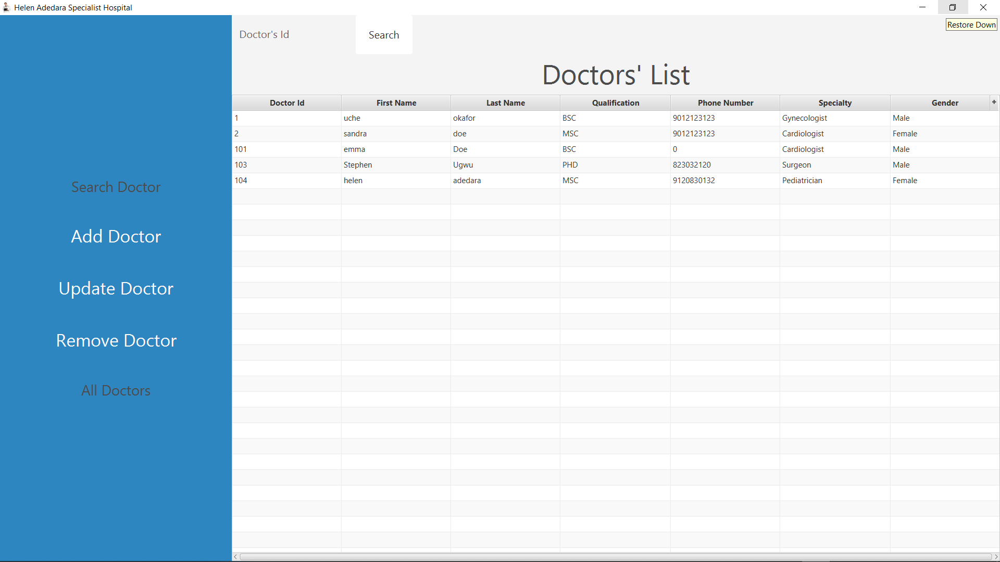 Helen Adedara Specialist Hospital
Restore Down
Doctor's Id
Search
Doctors' List
Search Doctor
Add Doctor
Update Doctor
Remove Doctor
All Doctors
Doctor Id First Name Last Name Qualification Phone Number Specialty Gender +
1 uche okafor BSC 9012123123 Gynecologist Male
2 sandra doe MSC 9012123123 Cardiologist Female
101 emma Doe BSC 0 Cardiologist Male
103 Stephen Ugwu PHD 823032120 Surgeon Male
104 helen adedara MSC 9120830132 Pediatrician Female